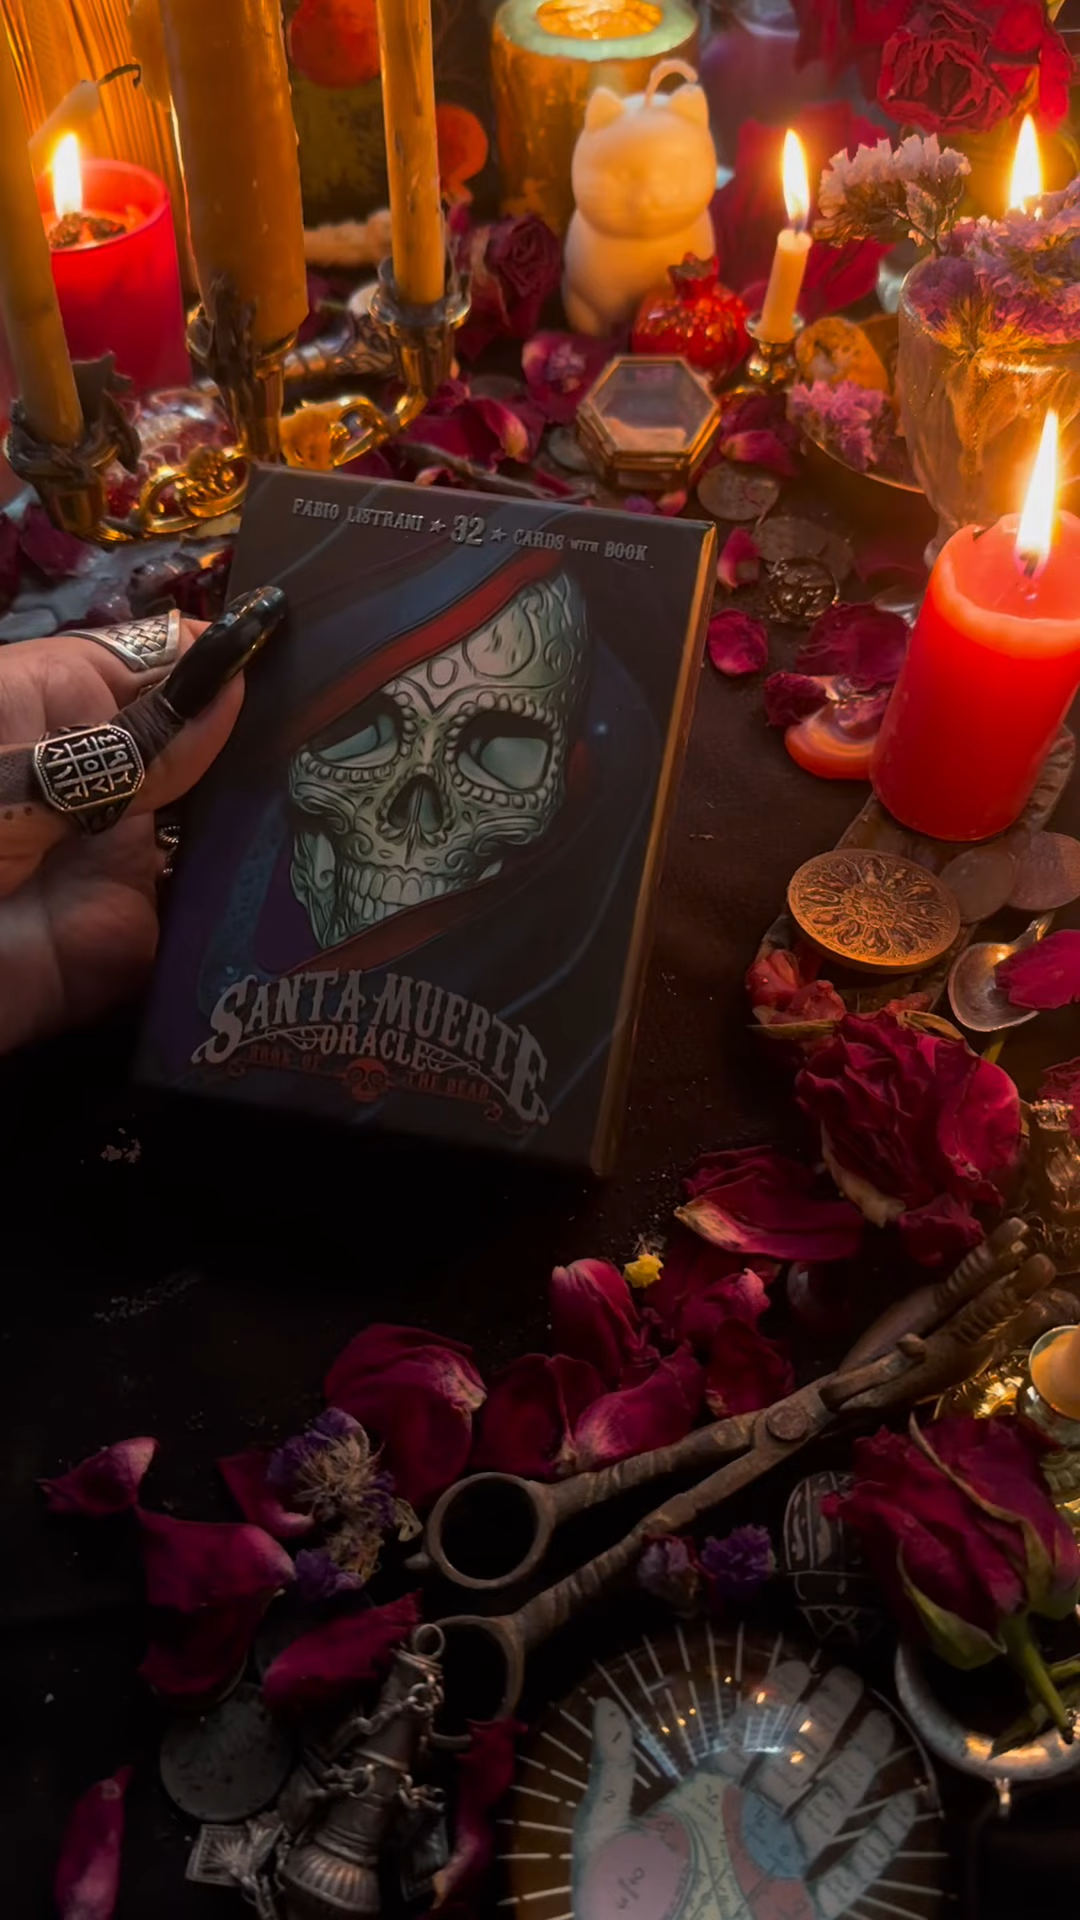 FABIO LISTRANI ★ 32 ★ CARDS WITH BOOK
SANTA MUERTE
ORACLE
BOOK OF THE DEAD